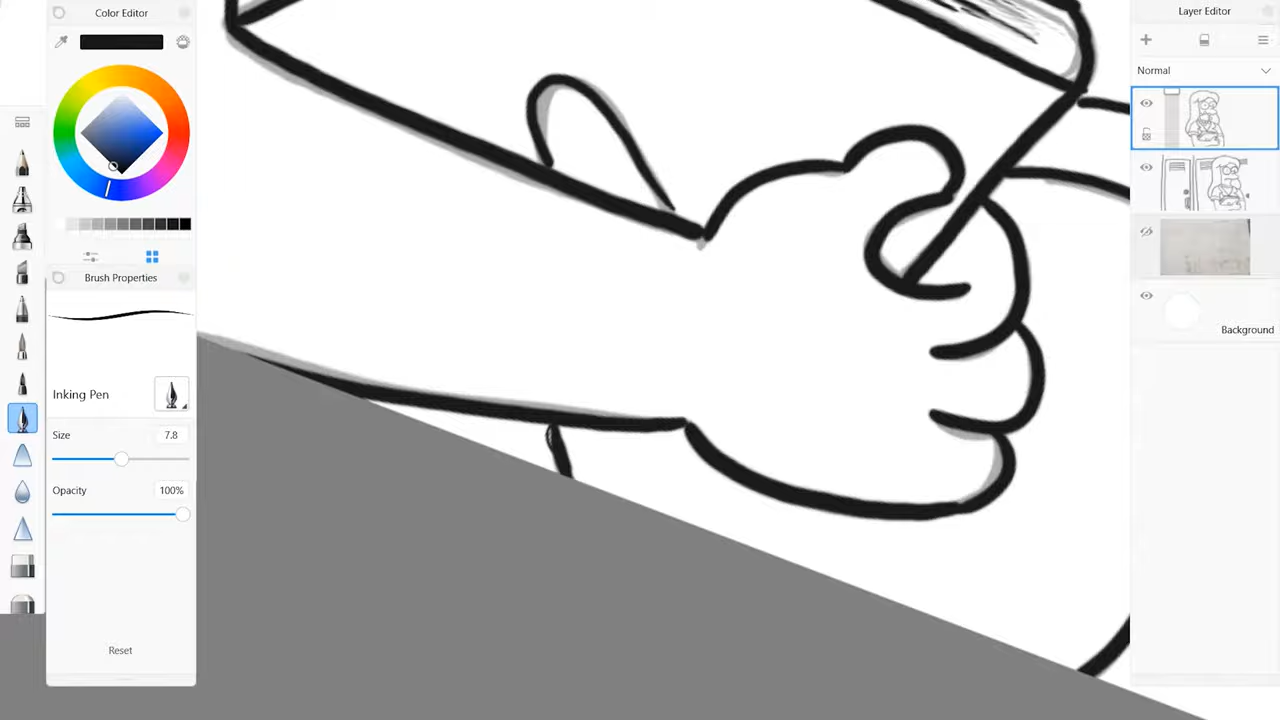 Color Editor
Brush Properties
Inking Pen
Size
7.8
Opacity
100%
Reset
Layer Editor
Normal
Background